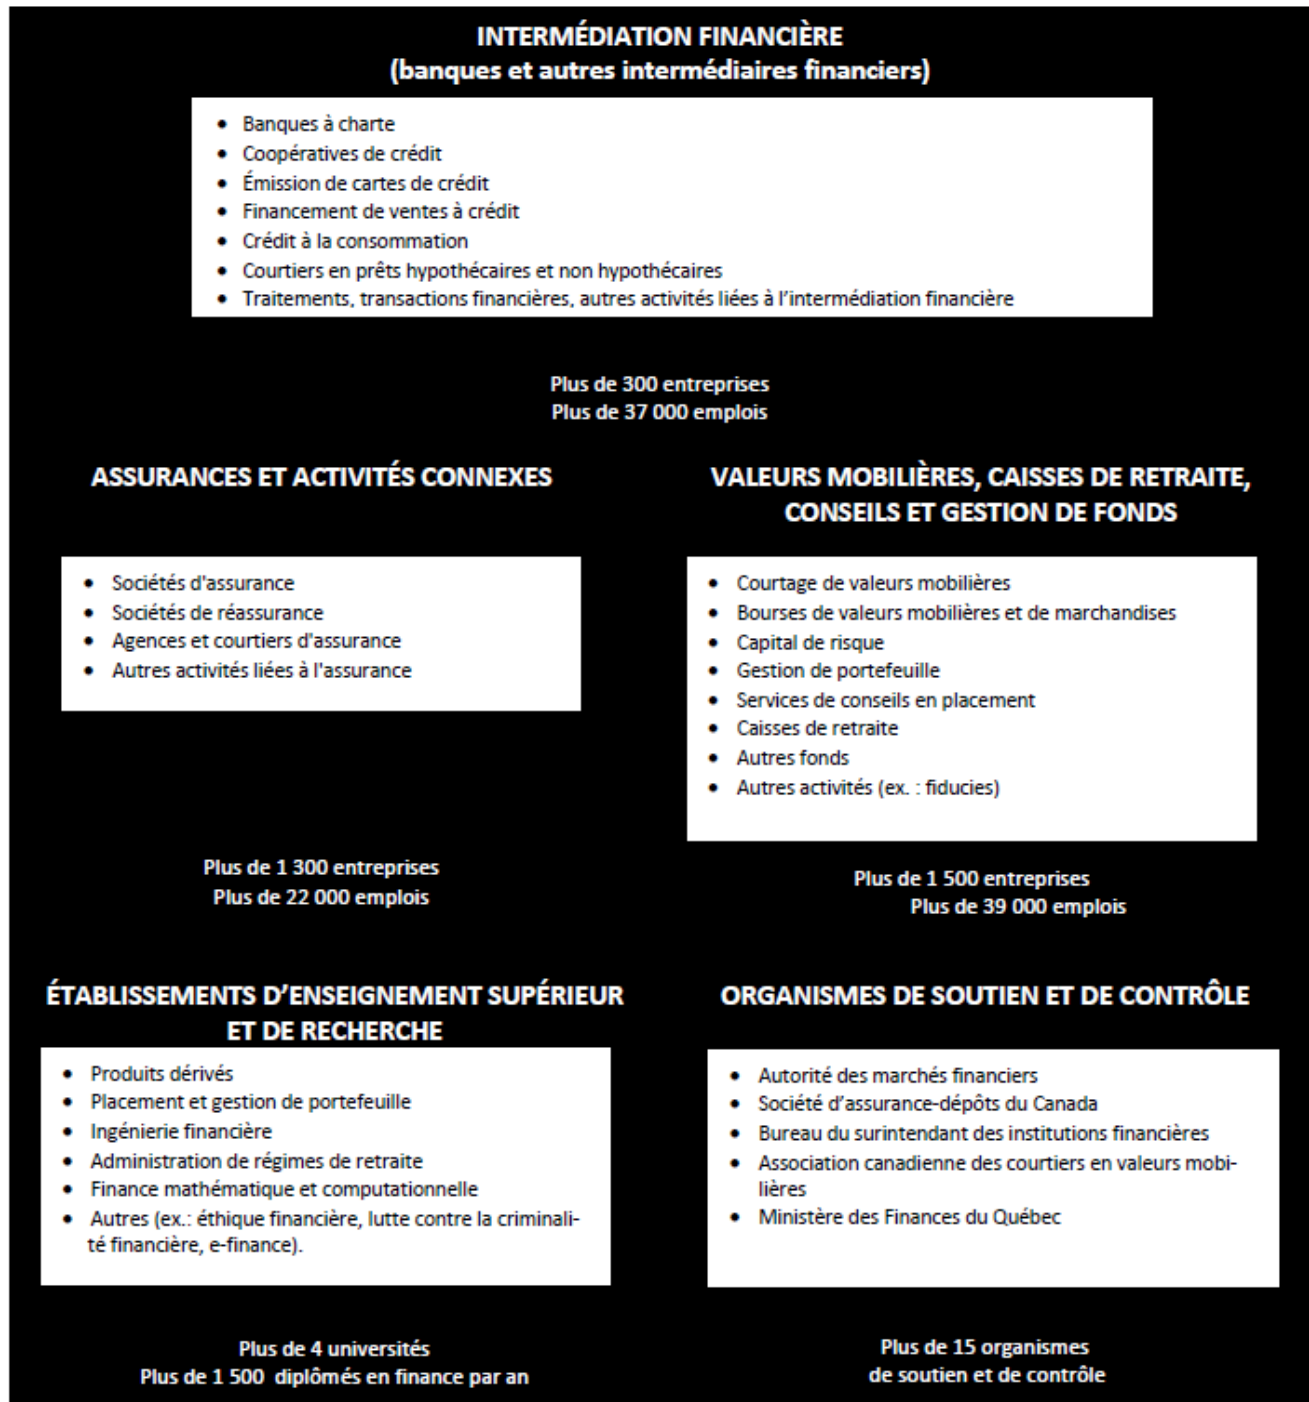 INTERMÉDIATION FINANCIÈRE
(banques et autres intermédiaires financiers)
• Banques à charte
• Coopératives de crédit
• Émission de cartes de crédit
• Financement de ventes à crédit
• Crédit à la consommation
• Courtiers en prêts hypothécaires et non hypothécaires
• Traitements, transactions financières, autres activités liées à l'intermédiation financière
Plus de 300 entreprises
Plus de 37 000 emplois
ASSURANCES ET ACTIVITÉS CONNEXES
• Sociétés d'assurance
• Sociétés de réassurance
• Agences et courtiers d'assurance
• Autres activités liées à l'assurance
Plus de 1 300 entreprises
Plus de 22 000 emplois
VALEURS MOBILIÈRES, CAISSES DE RETRAITE,
CONSEILS ET GESTION DE FONDS
• Courtage de valeurs mobilières
• Bourses de valeurs mobilières et de marchandises
• Capital de risque
• Gestion de portefeuille
• Services de conseils en placement
• Caisses de retraite
• Autres fonds
• Autres activités (ex. : fiducies)
Plus de 1 500 entreprises
Plus de 39 000 emplois
ÉTABLISSEMENTS D'ENSEIGNEMENT SUPÉRIEUR
ET DE RECHERCHE
• Produits dérivés
• Placement et gestion de portefeuille
• Ingénierie financière
• Administration de régimes de retraite
• Finance mathématique et computationnelle
• Autres (ex.: éthique financière, lutte contre la criminali-
té financière, e-finance).
Plus de 4 universités
Plus de 1 500 diplômés en finance par an
ORGANISMES DE SOUTIEN ET DE CONTRÔLE
• Autorité des marchés financiers
• Société d'assurance-dépôts du Canada
• Bureau du surintendant des institutions financières
• Association canadienne des courtiers en valeurs mobi-
lières
• Ministère des Finances du Québec
Plus de 15 organismes
de soutien et de contrôle